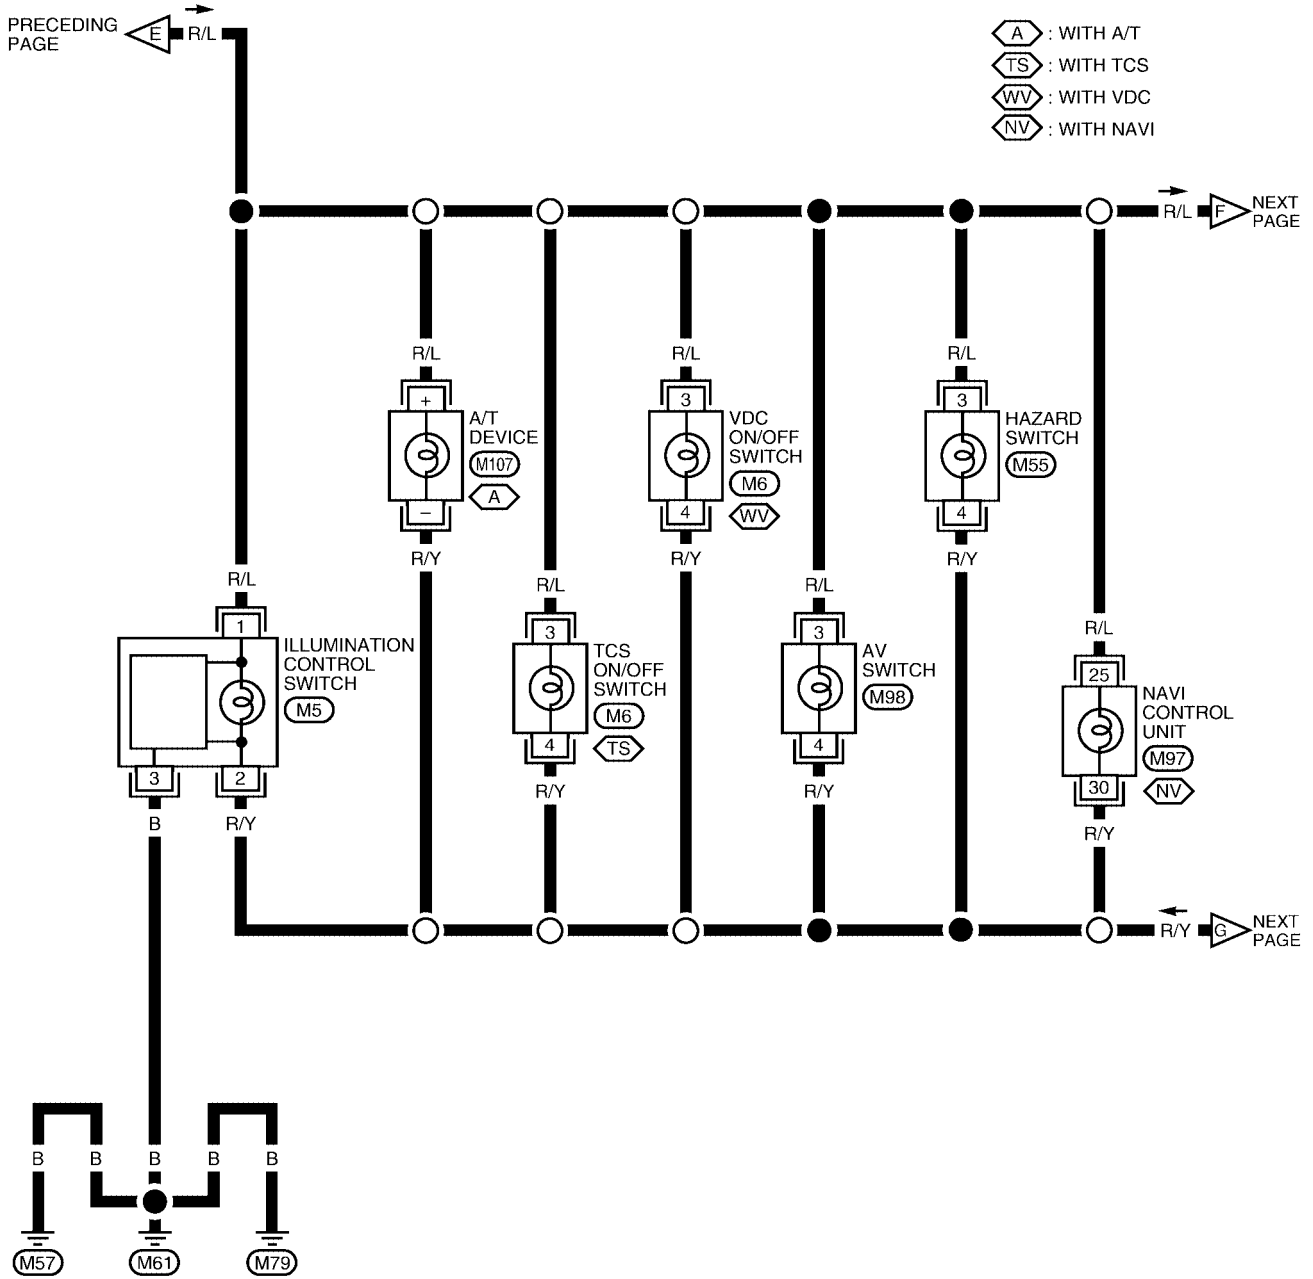 PRECEDING
PAGE
E
R/L
A : WITH A/T
TS : WITH TCS
WV : WITH VDC
NV : WITH NAVI
R/L
F
NEXT
PAGE
R/L
R/L
R/L
+
A/T
DEVICE
M107
A
–
R/Y
3
VDC
ON/OFF
SWITCH
M6
WV
4
R/Y
3
HAZARD
SWITCH
M55
4
R/Y
R/L
1
ILLUMINATION
CONTROL
SWITCH
M5
3
2
B
R/Y
R/L
3
TCS
ON/OFF
SWITCH
M6
TS
4
R/Y
R/L
3
AV
SWITCH
M98
4
R/Y
R/L
25
NAVI
CONTROL
UNIT
M97
NV
30
R/Y
R/Y
G
NEXT
PAGE
B
B
B
B
B
M57
M61
M79